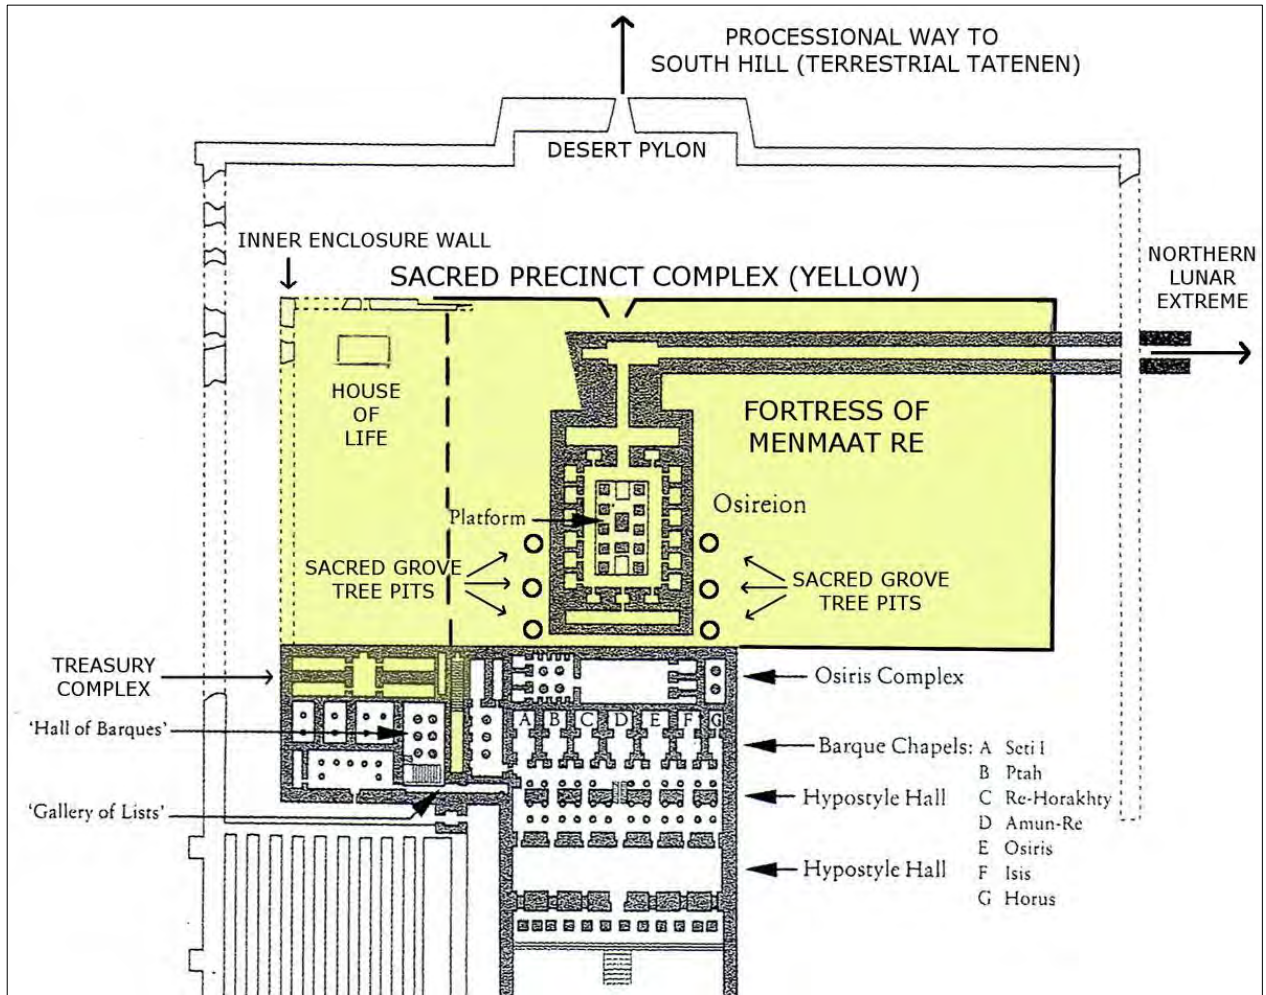 PROCESSIONAL WAY TO
SOUTH HILL (TERRESTRIAL TATENEN)
DESERT PYLON
INNER ENCLOSURE WALL
NORTHERN
LUNAR
EXTREME
SACRED PRECINCT COMPLEX (YELLOW)
HOUSE
OF
LIFE
FORTRESS OF
MENMAAT RE
Platform
Osireion
SACRED GROVE
TREE PITS
SACRED GROVE
TREE PITS
TREASURY
COMPLEX
Osiris Complex
'Hall of Barques'
A B C D E F G
Barque Chapels: A Seti I
B Ptah
'Gallery of Lists'
Hypostyle Hall C Re-Horakhty
D Amun-Re
E Osiris
Hypostyle Hall F Isis
G Horus